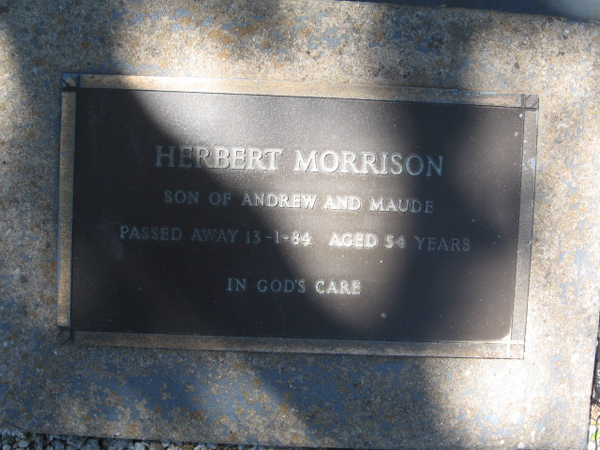 HERBERT MORRISON
SON OF ANDREW AND MAUDE
PASSED AWAY 13-1-84 AGED 54 YEARS
IN GOD'S CARE